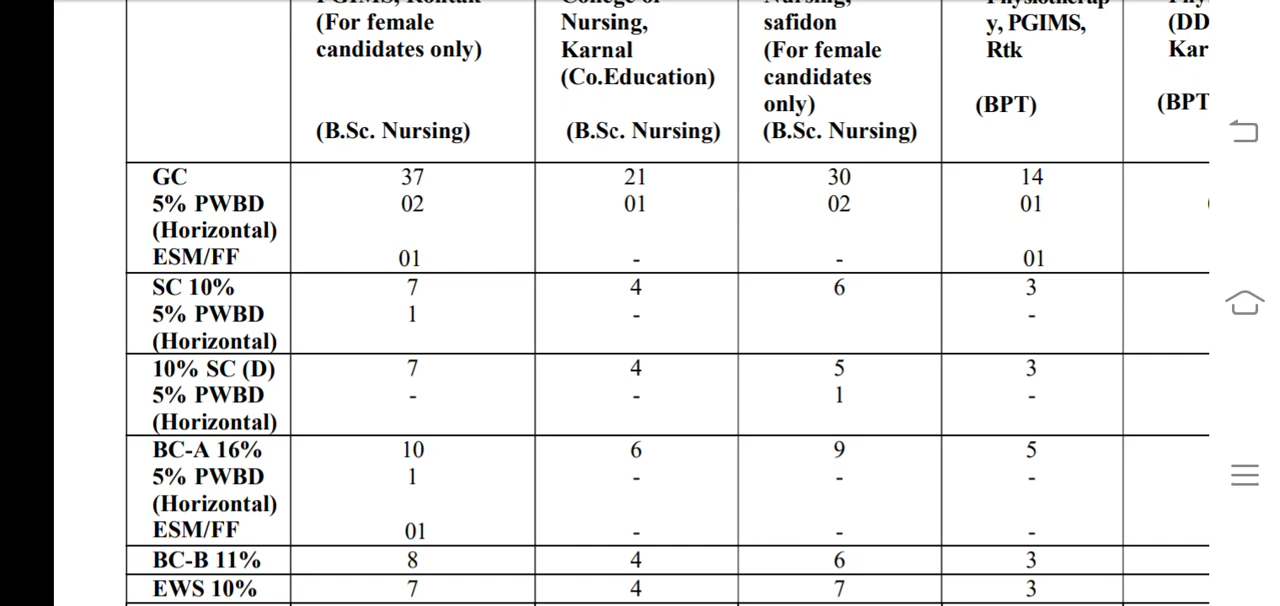 (For female
candidates only)
(B.Sc. Nursing)
Nursing,
Karnal
(Co.Education)
(B.Sc. Nursing)
safidon
(For female
candidates
only)
(B.Sc. Nursing)
y, PGIMS,
Rtk
(BPT)
(DD
Kar
(BPT
GC 37 21 30 14
5% PWBD 02 01 02 01
(Horizontal)
ESM/FF 01 - - 01
SC 10% 7 4 6 3
5% PWBD 1 - -
(Horizontal)
10% SC (D) 7 4 5 3
5% PWBD - - 1 -
(Horizontal)
BC-A 16% 10 6 9 5
5% PWBD 1 - - -
(Horizontal)
ESM/FF 01 - - -
BC-B 11% 8 4 6 3
EWS 10% 7 4 7 3